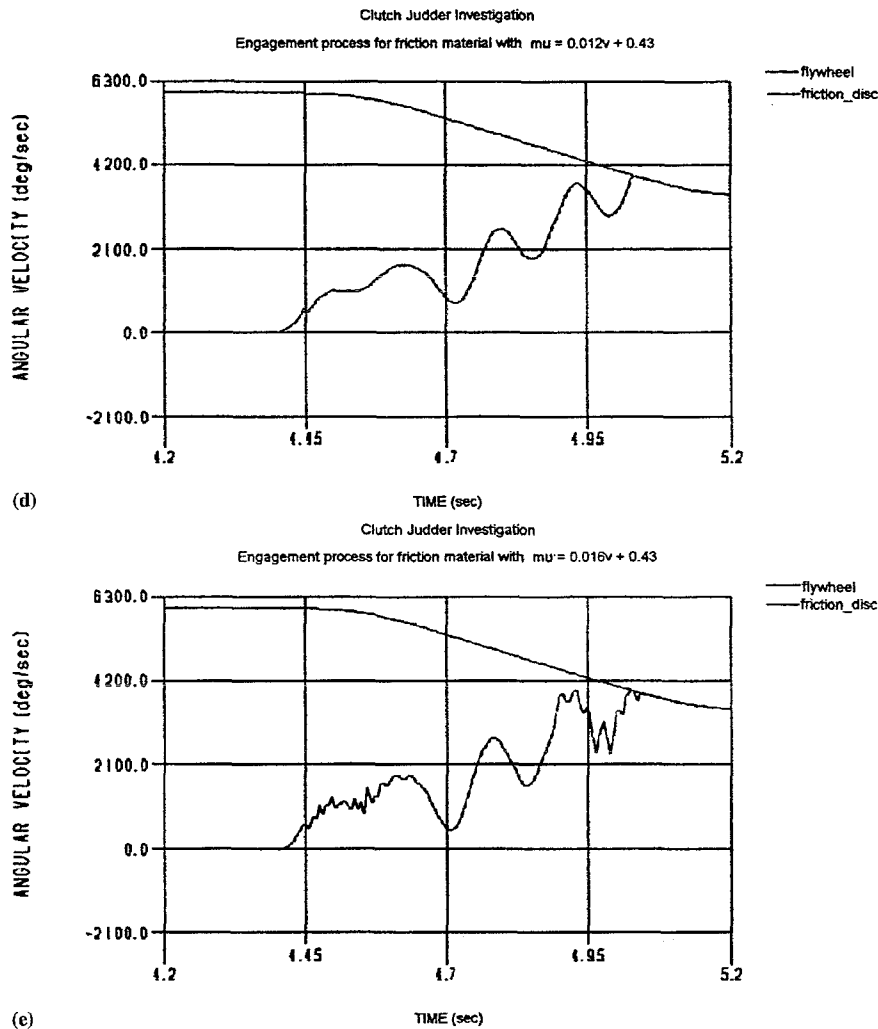 Clutch Judder Investigation
Engagement process for friction material with mu = 0.012v + 0.43
flywheel
friction_disc
ANGULAR VELOCITY (deg/sec)
6300.0
4200.0
2100.0
0.0
-2100.0
4.45
4.7
4.95
4.2
5.2
TIME (sec)
(d)
Clutch Judder Investigation
Engagement process for friction material with mu = 0.016v + 0.43
flywheel
friction_disc
ANGULAR VELOCITY (deg/sec)
6300.0
4200.0
2100.0
0.0
-2100.0
4.45
4.7
4.95
4.2
5.2
TIME (sec)
(e)